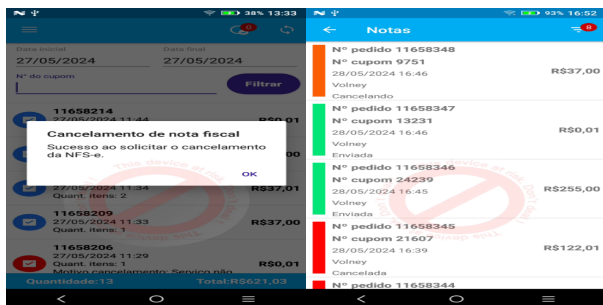 38% 13:33
Data inicial
Data final
27/05/2024
27/05/2024
Nº do cupom
Filtrar
11658214
27/05/2024 11:44
R$0,01
Cancelamento de nota fiscal
Sucesso ao solicitar o cancelamento
da NFS-e.
OK
27/05/2024 11:34
R$37,01
Quant. itens: 2
11658209
27/05/2024 11:33
R$37,00
Quant. itens: 1
11658206
27/05/2024 11:29
Quant. itens: 1
R$0,01
Motivo cancelamento: Serviço não
Quantidade:13
Total:R$621,03
93% 16:52
Notas
8
Nº pedido 11658348
Nº cupom 9751
28/05/2024 16:46
R$37,00
Volney
Cancelando
Nº pedido 11658347
Nº cupom 13231
28/05/2024 16:46
R$0,01
Volney
Enviada
Nº pedido 11658346
Nº cupom 24239
28/05/2024 16:45
R$255,00
Volney
Enviada
Nº pedido 11658345
Nº cupom 21607
28/05/2024 16:39
R$122,01
Volney
Cancelada
Nº pedido 11658344